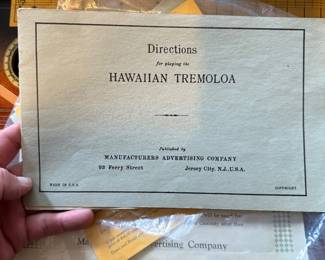 Directions
for playing the
HAWAIIAN TREMOLOA
Published by
MANUFACTURERS ADVERTISING COMPANY
93 Ferry Street Jersey City, N.J., U.S.A.
MADE IN U.S.A. COPYRIGHT
ertising Company